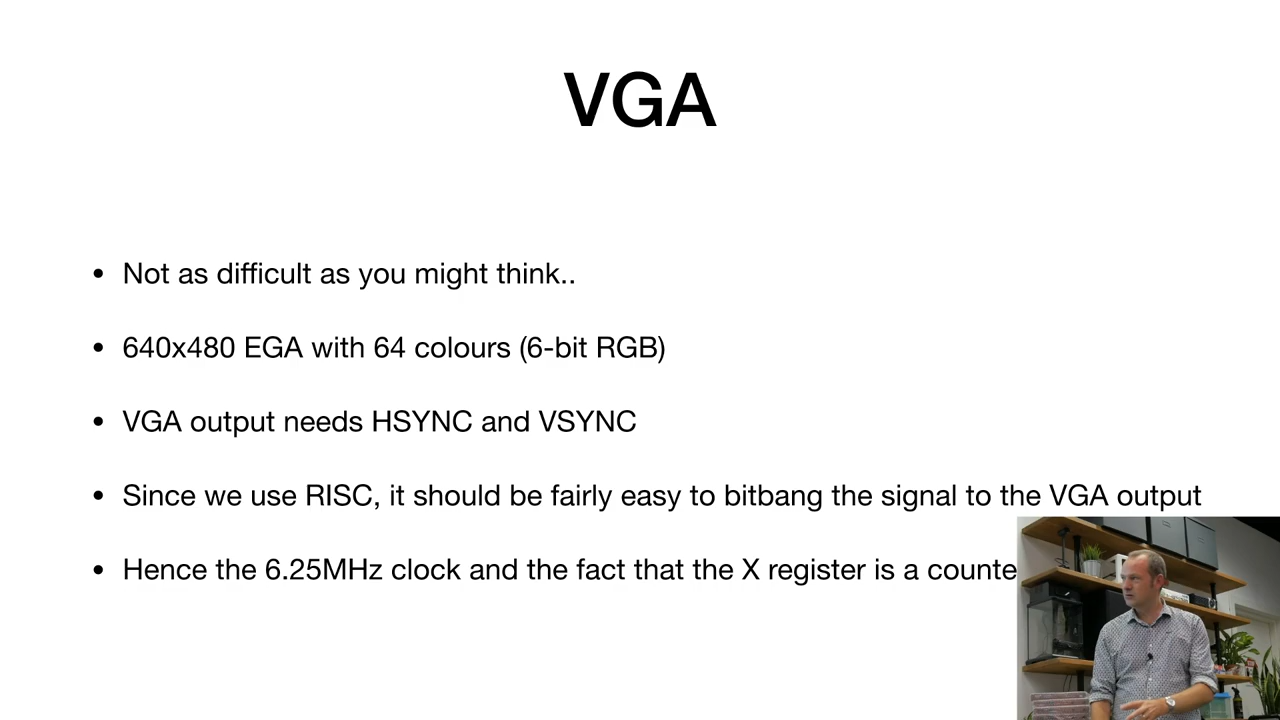 VGA
• Not as difficult as you might think..
• 640x480 EGA with 64 colours (6-bit RGB)
• VGA output needs HSYNC and VSYNC
• Since we use RISC, it should be fairly easy to bitbang the signal to the VGA output
• Hence the 6.25MHz clock and the fact that the X register is a counte